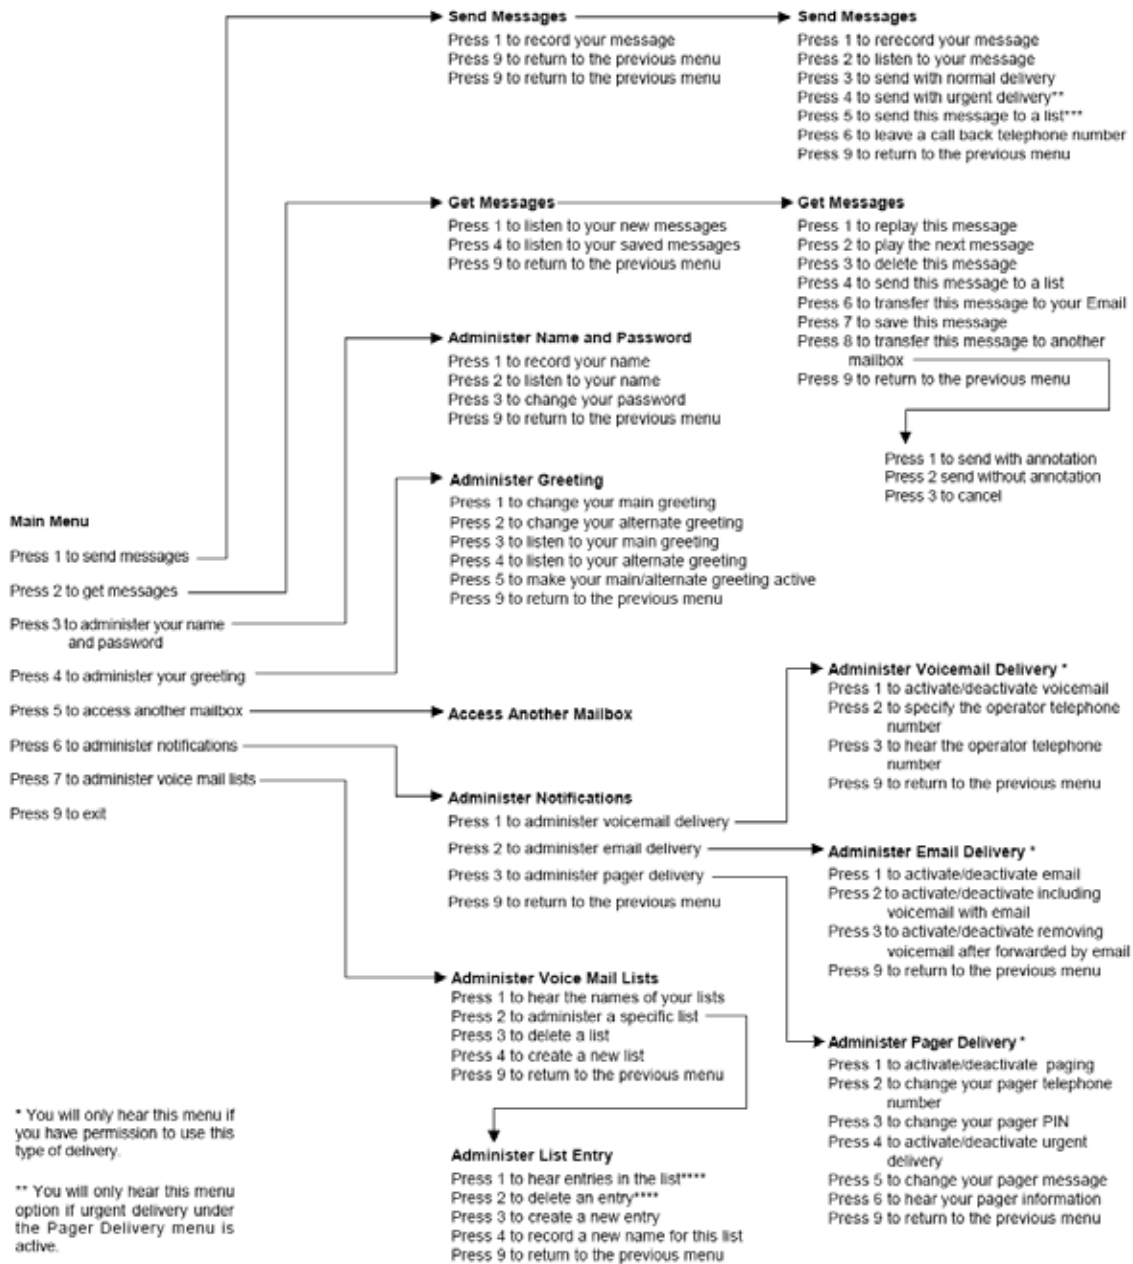 Send Messages
Press 1 to record your message
Press 9 to return to the previous menu
Press 9 to return to the previous menu
Send Messages
Press 1 to rerecord your message
Press 2 to listen to your message
Press 3 to send with normal delivery
Press 4 to send with urgent delivery**
Press 5 to send this message to a list***
Press 6 to leave a call back telephone number
Press 9 to return to the previous menu
Get Messages
Press 1 to listen to your new messages
Press 4 to listen to your saved messages
Press 9 to return to the previous menu
Get Messages
Press 1 to replay this message
Press 2 to play the next message
Press 3 to delete this message
Press 4 to send this message to a list
Press 6 to transfer this message to your Email
Press 7 to save this message
Press 8 to transfer this message to another
mailbox
Press 9 to return to the previous menu
Press 1 to send with annotation
Press 2 send without annotation
Press 3 to cancel
Administer Name and Password
Press 1 to record your name
Press 2 to listen to your name
Press 3 to change your password
Press 9 to return to the previous menu
Administer Greeting
Press 1 to change your main greeting
Press 2 to change your alternate greeting
Press 3 to listen to your main greeting
Press 4 to listen to your alternate greeting
Press 5 to make your main/alternate greeting active
Press 9 to return to the previous menu
Main Menu
Press 1 to send messages
Press 2 to get messages
Press 3 to administer your name
and password
Press 4 to administer your greeting
Press 5 to access another mailbox
Press 6 to administer notifications
Press 7 to administer voice mail lists
Press 9 to exit
Access Another Mailbox
Administer Notifications
Press 1 to administer voicemail delivery
Press 2 to administer email delivery
Press 3 to administer pager delivery
Press 9 to return to the previous menu
Administer Voicemail Delivery *
Press 1 to activate/deactivate voicemail
Press 2 to specify the operator telephone
number
Press 3 to hear the operator telephone
number
Press 9 to return to the previous menu
Administer Email Delivery *
Press 1 to activate/deactivate email
Press 2 to activate/deactivate including
voicemail with email
Press 3 to activate/deactivate removing
voicemail after forwarded by email
Press 9 to return to the previous menu
Administer Voice Mail Lists
Press 1 to hear the names of your lists
Press 2 to administer a specific list
Press 3 to delete a list
Press 4 to create a new list
Press 9 to return to the previous menu
Administer Pager Delivery *
Press 1 to activate/deactivate paging
Press 2 to change your pager telephone
number
Press 3 to change your pager PIN
Press 4 to activate/deactivate urgent
delivery
Press 5 to change your pager message
Press 6 to hear your pager information
Press 9 to return to the previous menu
Administer List Entry
Press 1 to hear entries in the list****
Press 2 to delete an entry****
Press 3 to create a new entry
Press 4 to record a new name for this list
Press 9 to return to the previous menu
* You will only hear this menu if
you have permission to use this
type of delivery.
** You will only hear this menu
option if urgent delivery under
the Pager Delivery menu is
active.